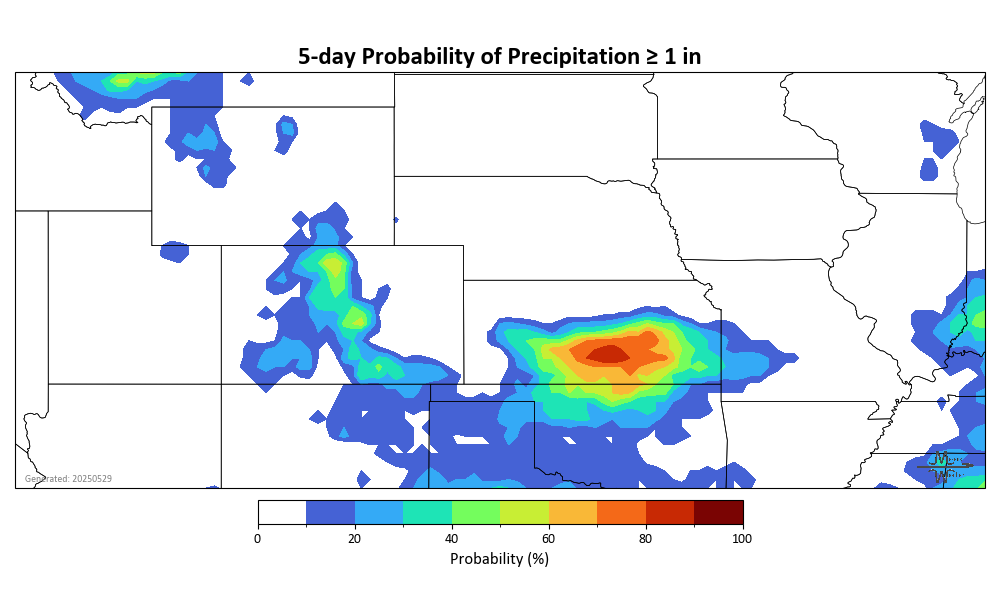 5-day Probability of Precipitation ≥ 1 in
Generated: 20250529
0 20 40 60 80 100
Probability (%)